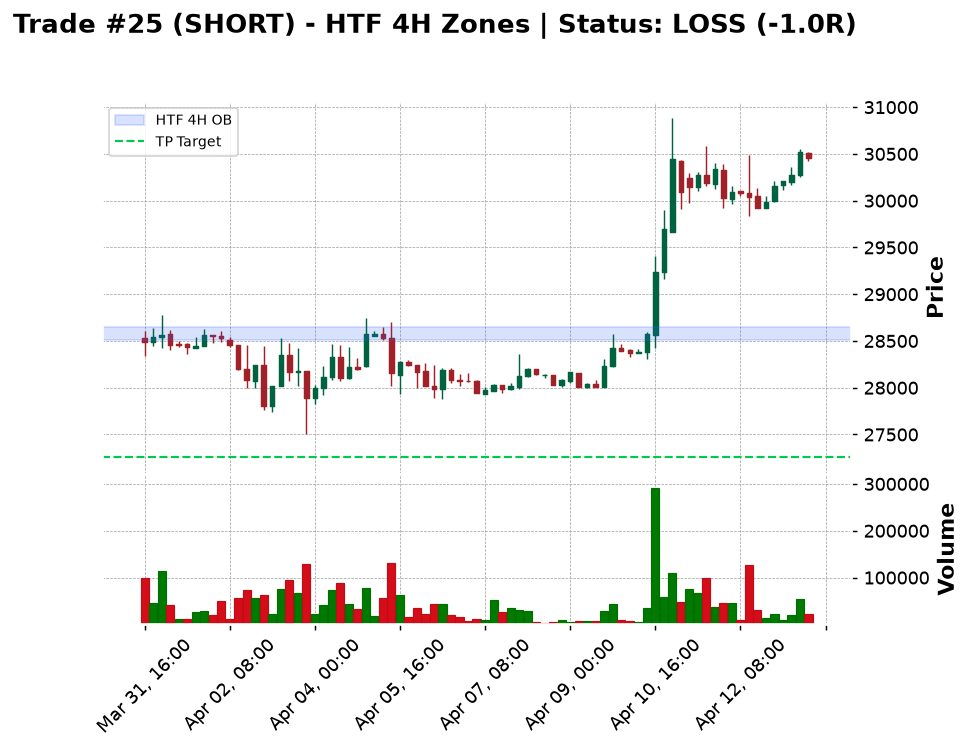 Trade #25 (SHORT) - HTF 4H Zones | Status: LOSS (-1.0R)
HTF 4H OB
TP Target
31000
30500
30000
29500
29000
28500
28000
27500
Price
300000
200000
100000
Volume
Mar 31, 16:00
Apr 02, 08:00
Apr 04, 00:00
Apr 05, 16:00
Apr 07, 08:00
Apr 09, 00:00
Apr 10, 16:00
Apr 12, 08:00